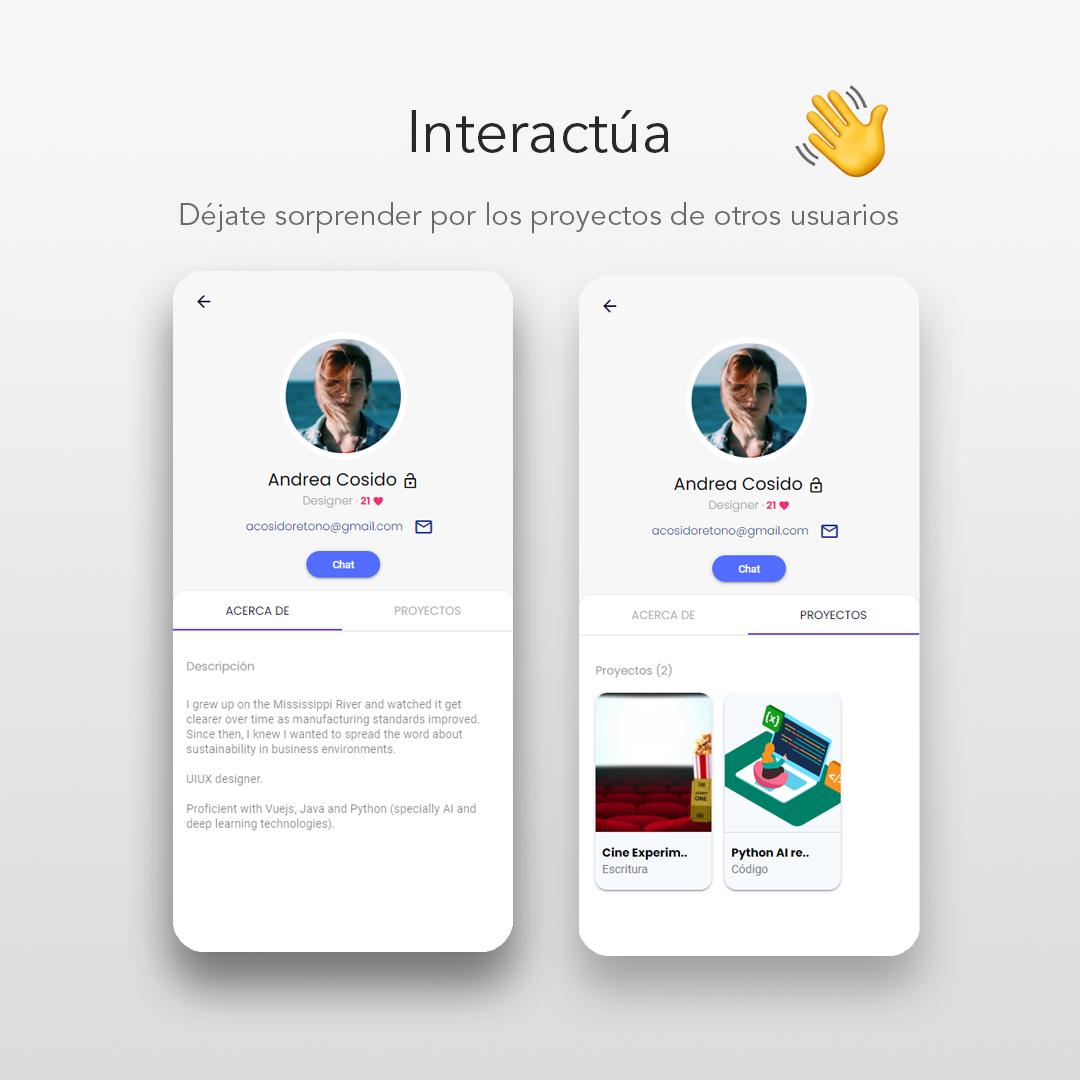 Interactúa
Déjate sorprender por los proyectos de otros usuarios
Andrea Cosido
Designer · 21
acosidoretono@gmail.com
Chat
ACERCA DE PROYECTOS
Descripción
I grew up on the Mississippi River and watched it get
clearer over time as manufacturing standards improved.
Since then, I knew I wanted to spread the word about
sustainability in business environments.
UIUX designer.
Proficient with Vuejs, Java and Python (specially AI and
deep learning technologies).
Andrea Cosido
Designer · 21
acosidoretono@gmail.com
Chat
ACERCA DE PROYECTOS
Proyectos (2)
ADMIT
ONE
{x}
</>
Cine Experim..
Escritura
Python AI re..
Código